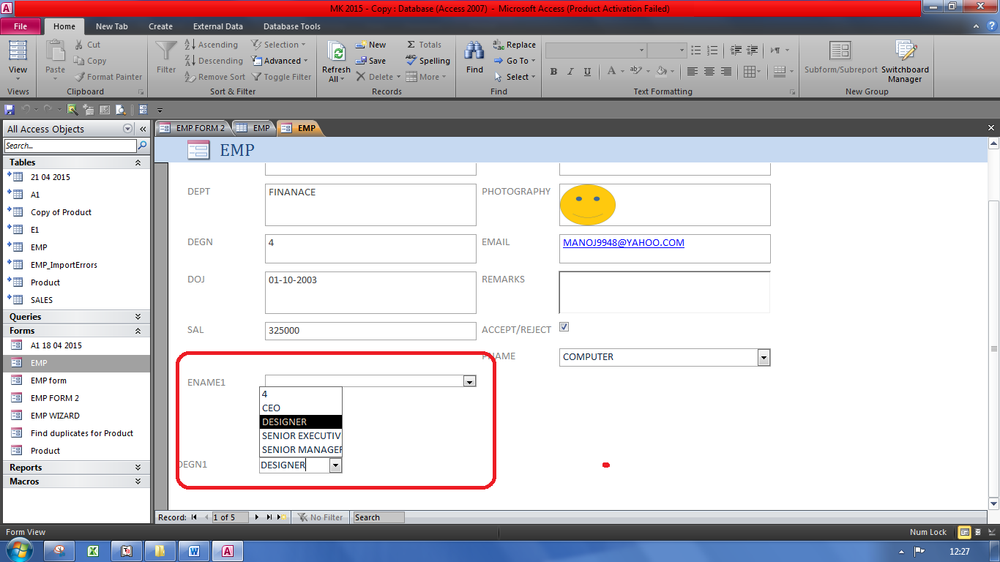 MK 2015 - Copy : Database (Access 2007) - Microsoft Access (Product Activation Failed)
File Home New Tab Create External Data Database Tools
View
Views
Paste
Cut
Copy
Format Painter
Clipboard
Filter
Ascending
Descending
Remove Sort
Selection
Advanced
Toggle Filter
Sort & Filter
Refresh
All
New
Save
Delete
Totals
Spelling
More
Records
Find
Replace
Go To
Select
Find
B I U A
Text Formatting
Subform/Subreport
Switchboard
Manager
New Group
All Access Objects
Search...
Tables
21 04 2015
A1
Copy of Product
E1
EMP
EMP_ImportErrors
Product
SALES
Queries
Forms
A1 18 04 2015
EMP
EMP form
EMP FORM 2
EMP WIZARD
Find duplicates for Product
Product
Reports
Macros
EMP FORM 2 EMP EMP
EMP
DEPT FINANACE PHOTOGRAPHY
DEGN 4 EMAIL MANOJ9948@YAHOO.COM
DOJ 01-10-2003 REMARKS
SAL 325000 ACCEPT/REJECT
COMPUTER
ENAME1
4
CEO
DESIGNER
SENIOR EXECUTIV
SENIOR MANAGER
DEGN1 DESIGNER
Record: 1 of 5 No Filter Search
Form View Num Lock
12:27